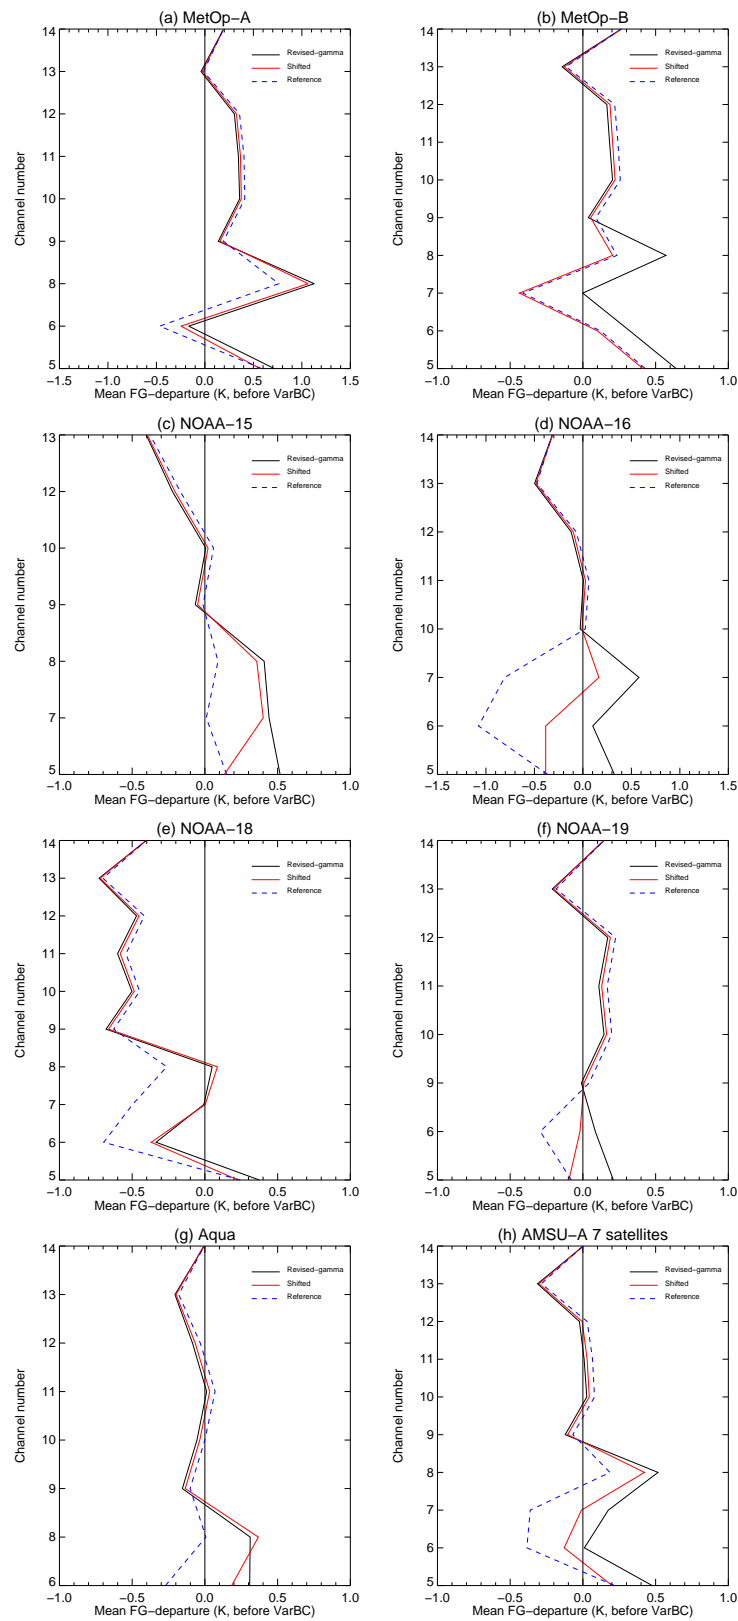 (a) MetOp−A
Channel number
14
13
12
11
10
9
8
6
5
Revised−gamma
Shifted
Reference
−1.5 −1.0 −0.5 0.0 0.5 1.0 1.5
Mean FG−departure (K, before VarBC)
(b) MetOp−B
Channel number
14
13
12
11
10
9
8
7
6
5
Revised−gamma
Shifted
Reference
−1.0 −0.5 0.0 0.5 1.0
Mean FG−departure (K, before VarBC)
(c) NOAA−15
Channel number
13
12
10
9
8
7
5
Revised−gamma
Shifted
Reference
−1.0 −0.5 0.0 0.5 1.0
Mean FG−departure (K, before VarBC)
(d) NOAA−16
Channel number
14
13
12
11
10
7
6
5
Revised−gamma
Shifted
Reference
−1.5 −1.0 −0.5 0.0 0.5 1.0 1.5
Mean FG−departure (K, before VarBC)
(e) NOAA−18
Channel number
14
13
12
11
10
9
8
7
6
5
Revised−gamma
Shifted
Reference
−1.0 −0.5 0.0 0.5 1.0
Mean FG−departure (K, before VarBC)
(f) NOAA−19
Channel number
14
13
12
11
10
9
6
5
Revised−gamma
Shifted
Reference
−1.0 −0.5 0.0 0.5 1.0
Mean FG−departure (K, before VarBC)
(g) Aqua
Channel number
14
13
12
11
10
9
8
6
Revised−gamma
Shifted
Reference
−1.0 −0.5 0.0 0.5 1.0
Mean FG−departure (K, before VarBC)
(h) AMSU−A 7 satellites
Channel number
14
13
12
11
10
9
8
7
6
5
Revised−gamma
Shifted
Reference
−1.0 −0.5 0.0 0.5 1.0
Mean FG−departure (K, before VarBC)